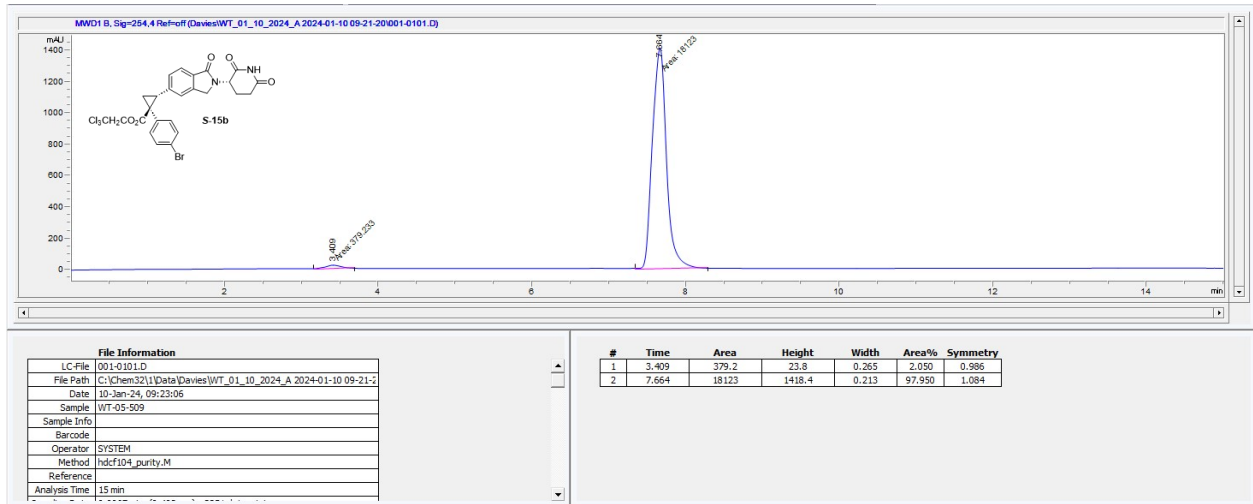 MWD1 B, Sig=254,4 Ref=off (Davies\WT_01_10_2024_A 2024-01-10 09-21-20\001-0101.D)
mAU
1400
1200
1000
800
600
400
200
0
2
4
6
8
10
12
14
min
3.409
Area: 379.233
7.664
Area: 18123
O
O
NH
N
O
Cl3CH2CO2C
S-15b
Br
File Information
LC-File 001-0101.D
File Path C:\Chem32\1\Data\Davies\WT_01_10_2024_A 2024-01-10 09-21-2
Date 10-Jan-24, 09:23:06
Sample WT-05-509
Sample Info
Barcode
Operator SYSTEM
Method hdcf104_purity.M
Reference
Analysis Time 15 min
# Time Area Height Width Area% Symmetry
1 3.409 379.2 23.8 0.265 2.050 0.986
2 7.664 18123 1418.4 0.213 97.950 1.084